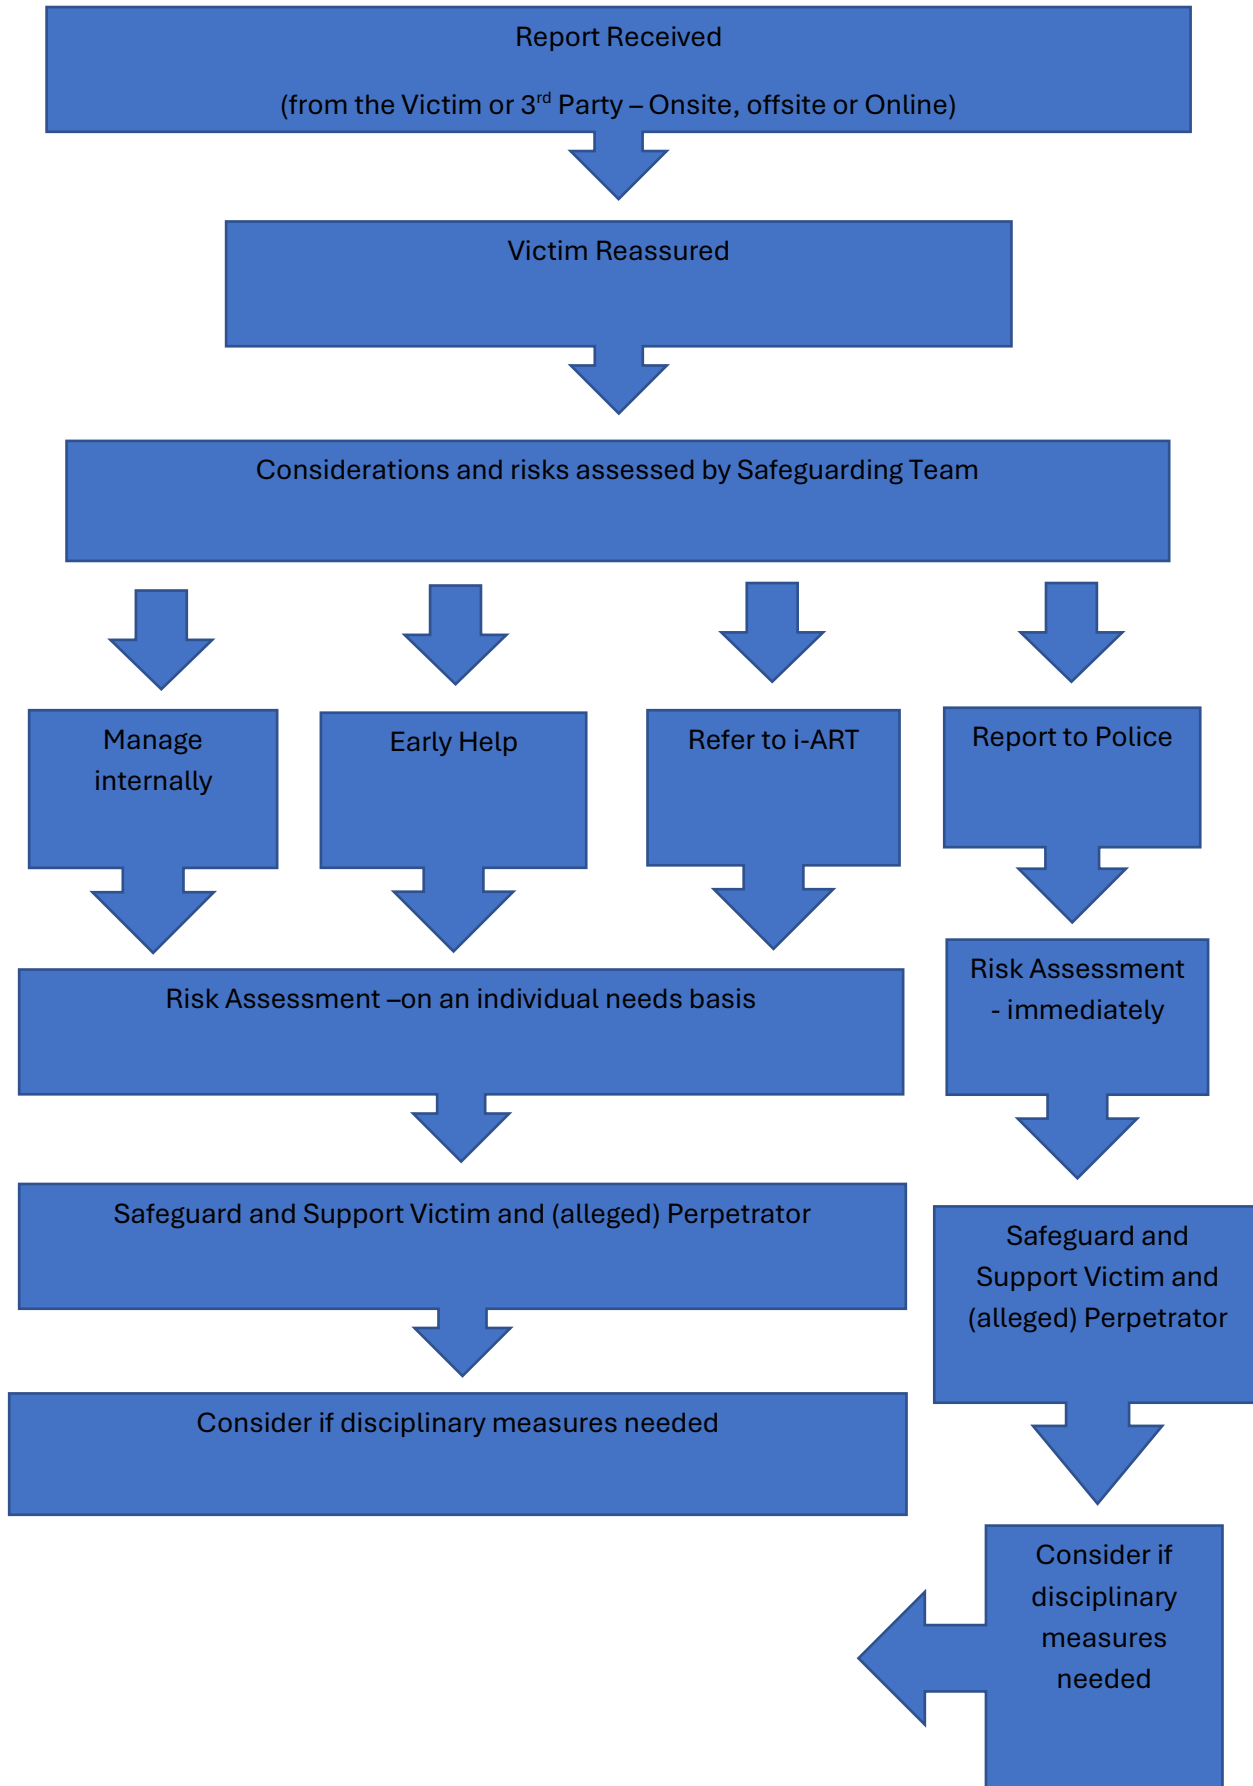 Report Received
(from the Victim or 3rd Party – Onsite, offsite or Online)
Victim Reassured
Considerations and risks assessed by Safeguarding Team
Manage
internally
Early Help
Refer to i-ART
Report to Police
Risk Assessment –on an individual needs basis
Risk Assessment
- immediately
Safeguard and Support Victim and (alleged) Perpetrator
Safeguard and
Support Victim and
(alleged) Perpetrator
Consider if disciplinary measures needed
Consider if
disciplinary
measures
needed